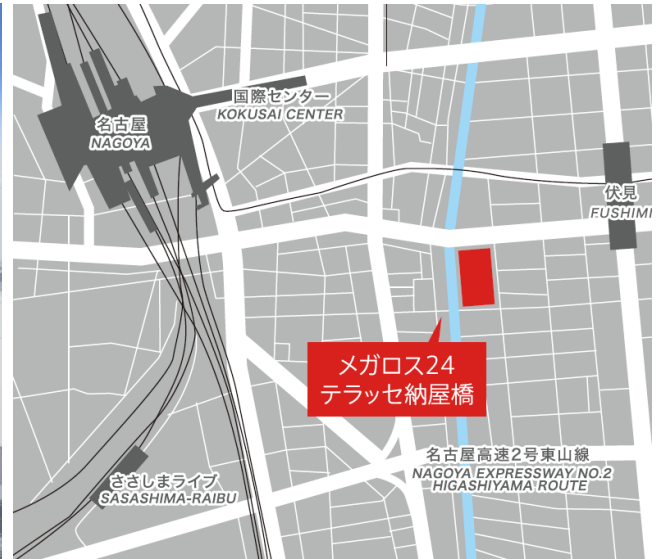 国際センター
KOKUSAI CENTER
名古屋
NAGOYA
伏見
FUSHIMI
メガロス24
テラッセ納屋橋
名古屋高速2号東山線
NAGOYA EXPRESSWAY NO.2
HIGASHIYAMA ROUTE
ささしまライブ
SASASHIMA-RAIBU